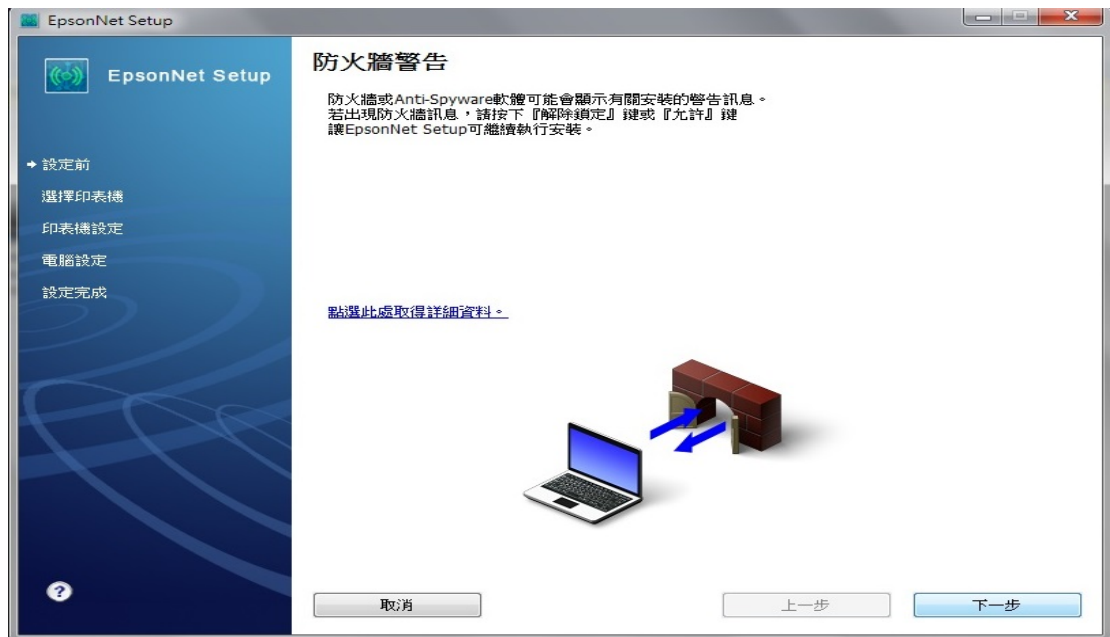 EpsonNet Setup
EpsonNet Setup
設定前
選擇印表機
印表機設定
電腦設定
設定完成
防火牆警告
防火牆或Anti-Spyware軟體可能會顯示有關安裝的警告訊息。
若出現防火牆訊息，請按下『解除鎖定』鍵或『允許』鍵
讓EpsonNet Setup可繼續執行安裝。
點選此處取得詳細資料。
取消
上一步
下一步